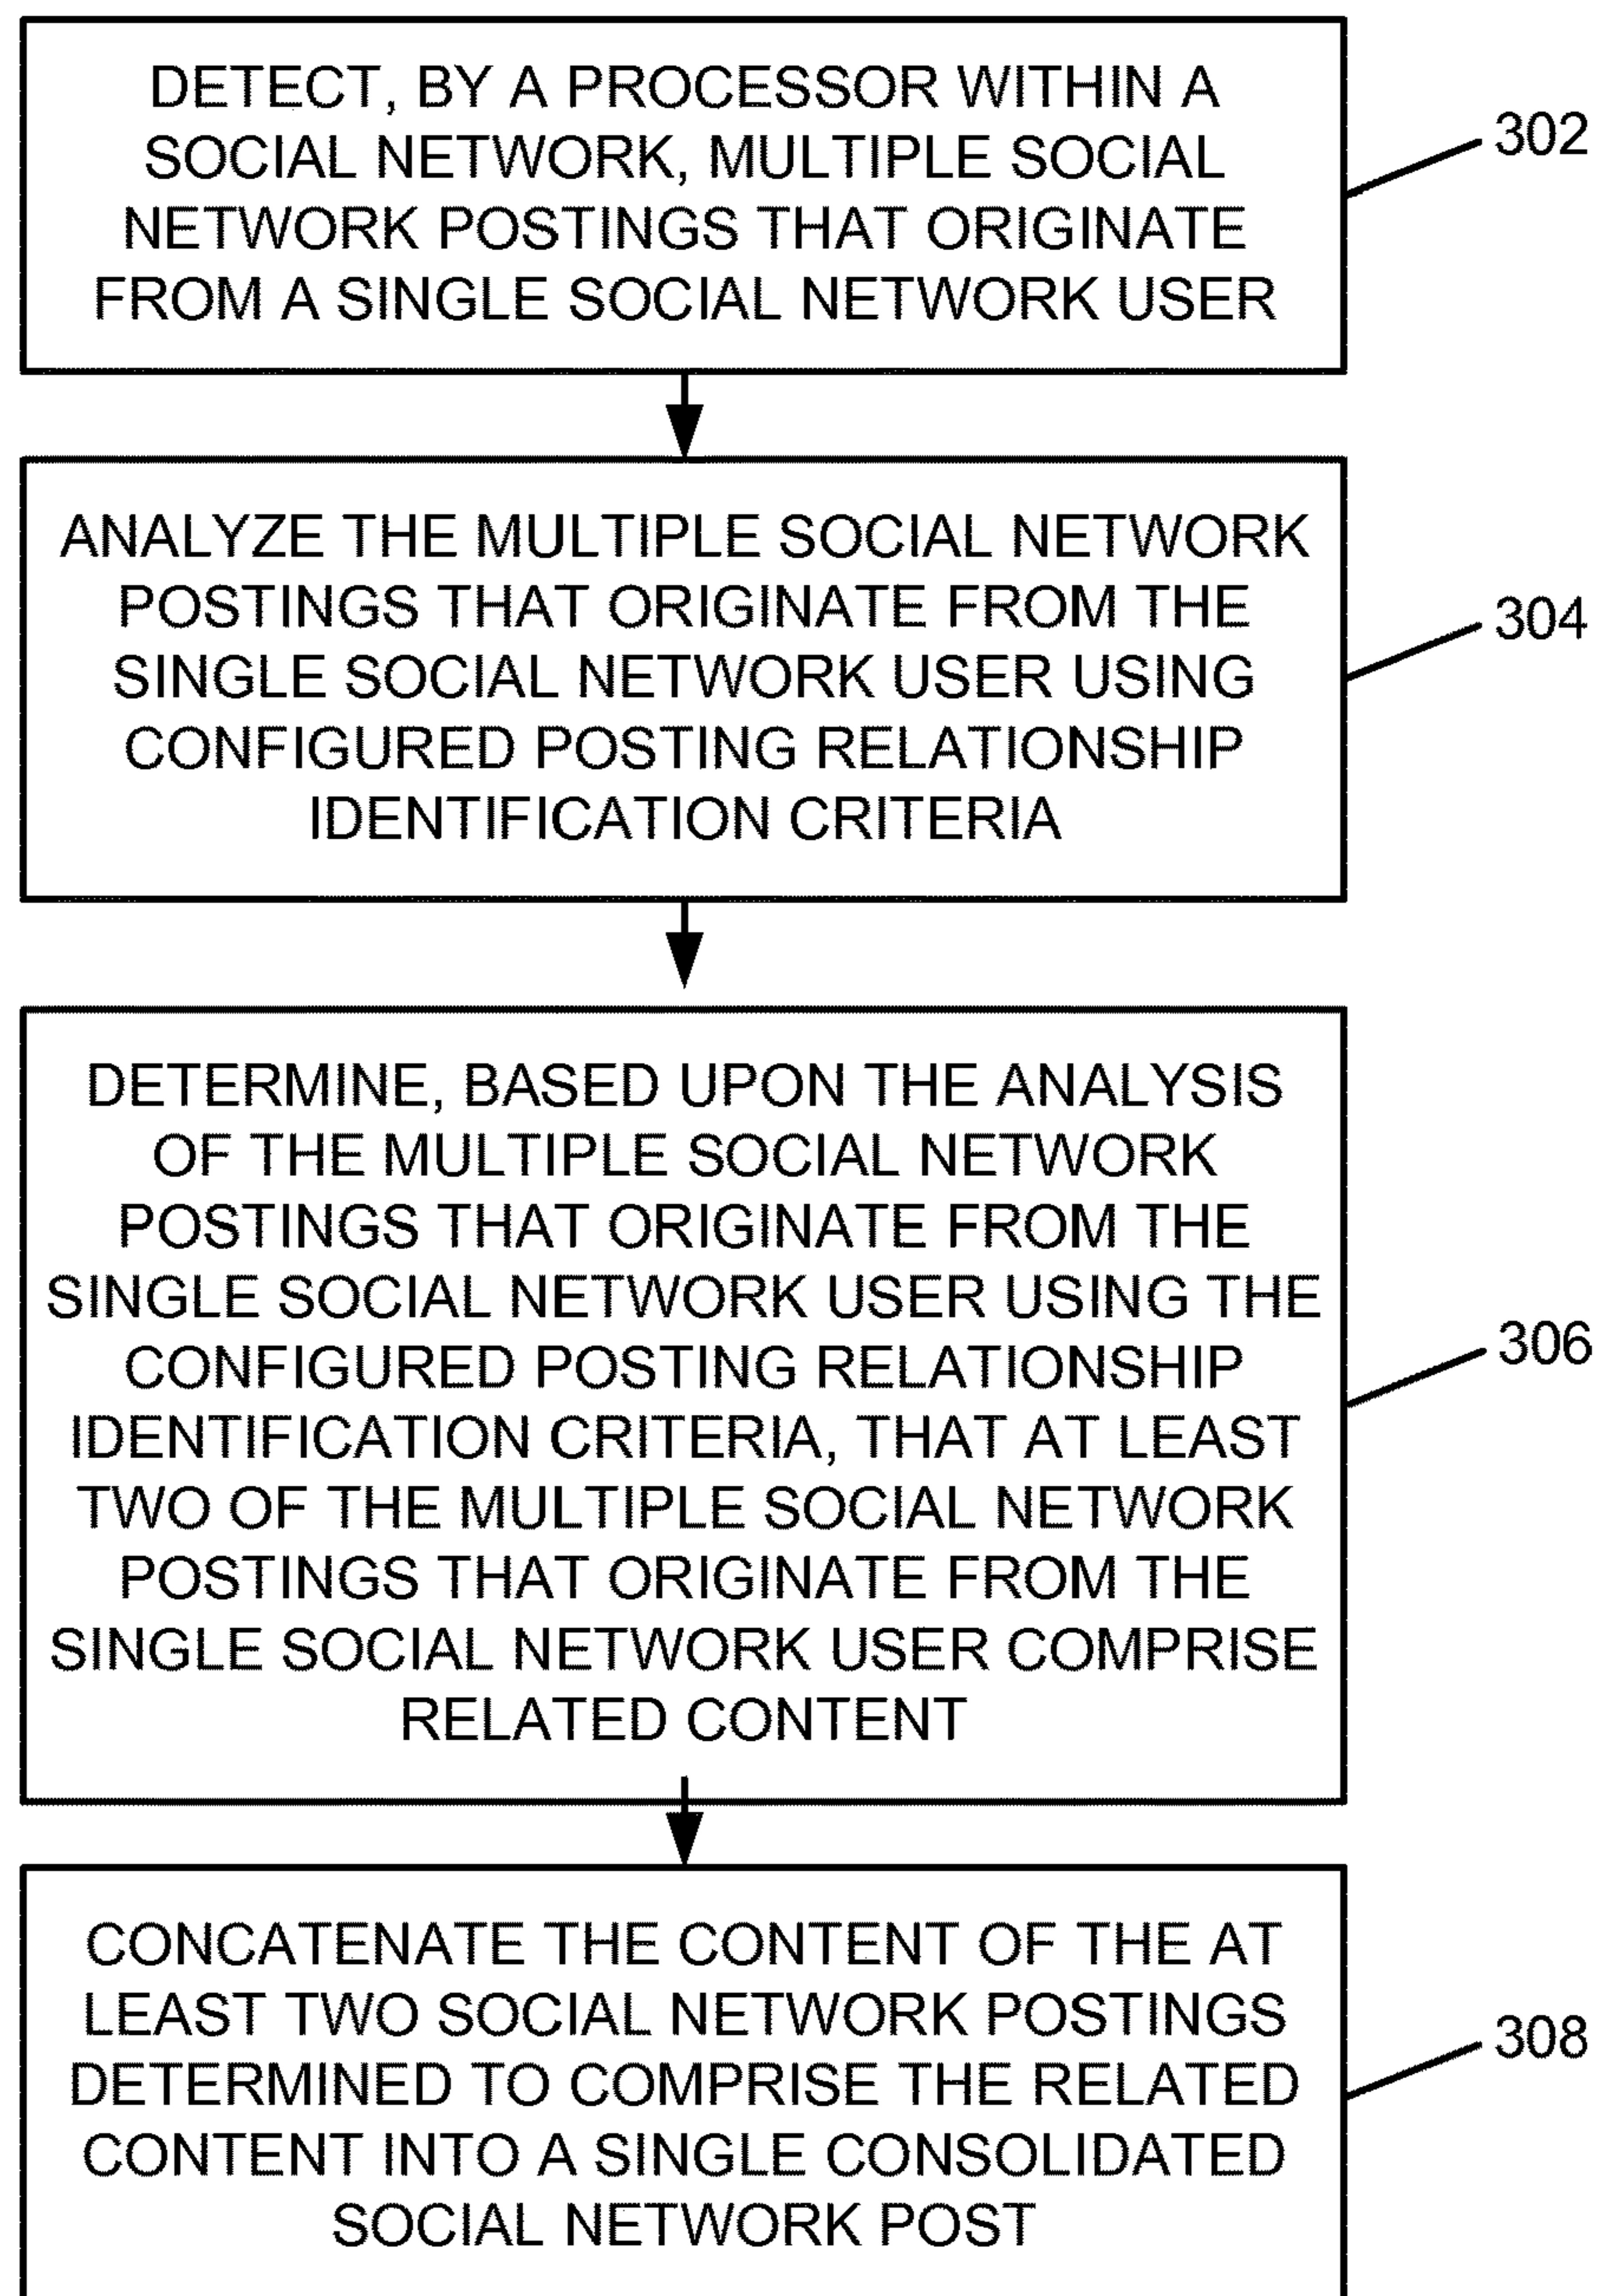 DETECT, BY A PROCESSOR WITHIN A
SOCIAL NETWORK, MULTIPLE SOCIAL
NETWORK POSTINGS THAT ORIGINATE
FROM A SINGLE SOCIAL NETWORK USER
302
ANALYZE THE MULTIPLE SOCIAL NETWORK
POSTINGS THAT ORIGINATE FROM THE
SINGLE SOCIAL NETWORK USER USING
CONFIGURED POSTING RELATIONSHIP
IDENTIFICATION CRITERIA
304
DETERMINE, BASED UPON THE ANALYSIS
OF THE MULTIPLE SOCIAL NETWORK
POSTINGS THAT ORIGINATE FROM THE
SINGLE SOCIAL NETWORK USER USING THE
CONFIGURED POSTING RELATIONSHIP
IDENTIFICATION CRITERIA, THAT AT LEAST
TWO OF THE MULTIPLE SOCIAL NETWORK
POSTINGS THAT ORIGINATE FROM THE
SINGLE SOCIAL NETWORK USER COMPRISE
RELATED CONTENT
306
CONCATENATE THE CONTENT OF THE AT
LEAST TWO SOCIAL NETWORK POSTINGS
DETERMINED TO COMPRISE THE RELATED
CONTENT INTO A SINGLE CONSOLIDATED
SOCIAL NETWORK POST
308